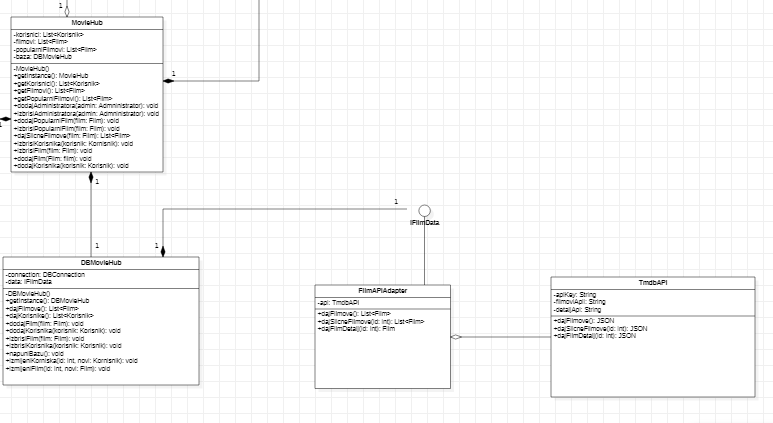 1
MovieHub
-korisnici: List<Korisnik>
-filmovi: List<Film>
-popularniFilmovi: List<Film>
-baza: DBMovieHub
-MovieHub()
+getInstance(): MovieHub
+getKorisnici(): List<Korisnik>
+getFilmovi(): List<Film>
+getPopularniFilmovi(): List<Film>
+dodajAdministratora(admin: Administrator): void
+izbrisiAdministratora(admin: Administrator): void
+dodajPopularniFilm(film: Film): void
+izbrisiPopularniFilm(film: Film): void
+dajSlicneFilmove(film: Film): List<Film>
+izbrisiKorisnika(korisnik: Kornisnik): void
+izbrisiFilm(film: Film): void
+dodajFilm(Film: film): void
+dodajKorisnika(korisnik: Korisnik): void
1
1
1
1
1
1
1
IFilmData
DBMovieHub
-connection: DBConnection
-data: IFilmData
-DBMovieHub()
+getInstance(): DBMovieHub
+dajFilmove(): List<Film>
+dajKorisnike(): List<Korisnik>
+dodajFilm(film: Film): void
+dodajKorisnika(korisnik: Korisnik): void
+izbrisiFilm(film: Film): void
+izbrisiKorisnika(korisnik: Korisnik): void
+napuniBazu(): void
+izmijeniKorniska(id: int, novi: Kornisnik): void
+izmijeniFilm(id: int, novi: Film): void
FilmAPIAdapter
-api: TmdbAPI
+dajFilmove(): List<Film>
+dajSlicneFilmove(id: int): List<Film>
+dajFilmDetalji(id: int): Film
TmdbAPI
-apiKey: String
-filmoviApi: String
-detaljiApi: String
+dajFilmove(): JSON
+dajSlicneFilmove(id: int): JSON
+dajFilmDetalji(id: int): JSON